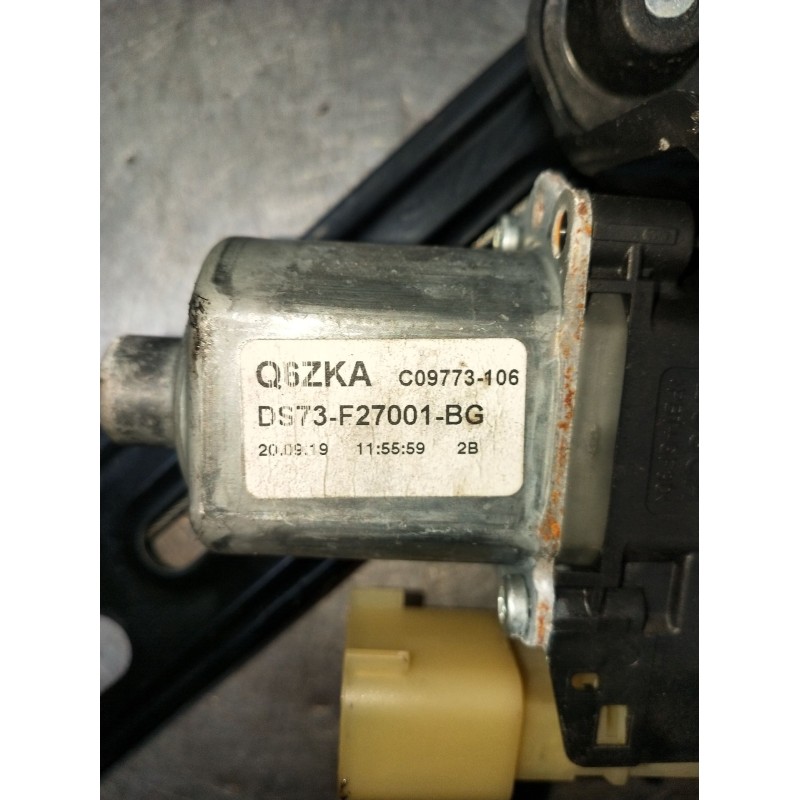 Q6ZKA C09773-106
DS73-F27001-BG
20.09.19 11:55:59 2B